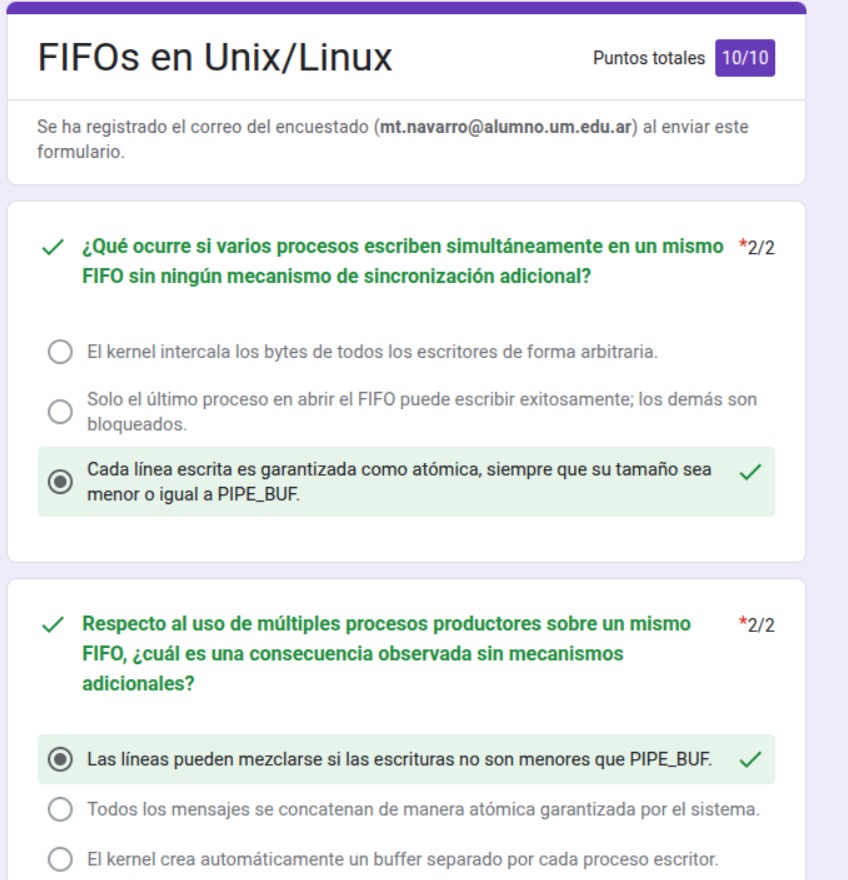 FIFOs en Unix/Linux
Puntos totales 10/10
Se ha registrado el correo del encuestado (mt.navarro@alumno.um.edu.ar) al enviar este
formulario.
¿Qué ocurre si varios procesos escriben simultáneamente en un mismo *2/2
FIFO sin ningún mecanismo de sincronización adicional?
El kernel intercala los bytes de todos los escritores de forma arbitraria.
Solo el último proceso en abrir el FIFO puede escribir exitosamente; los demás son
bloqueados.
Cada línea escrita es garantizada como atómica, siempre que su tamaño sea
menor o igual a PIPE_BUF.
Respecto al uso de múltiples procesos productores sobre un mismo *2/2
FIFO, ¿cuál es una consecuencia observada sin mecanismos
adicionales?
Las líneas pueden mezclarse si las escrituras no son menores que PIPE_BUF.
Todos los mensajes se concatenan de manera atómica garantizada por el sistema.
El kernel crea automáticamente un buffer separado por cada proceso escritor.